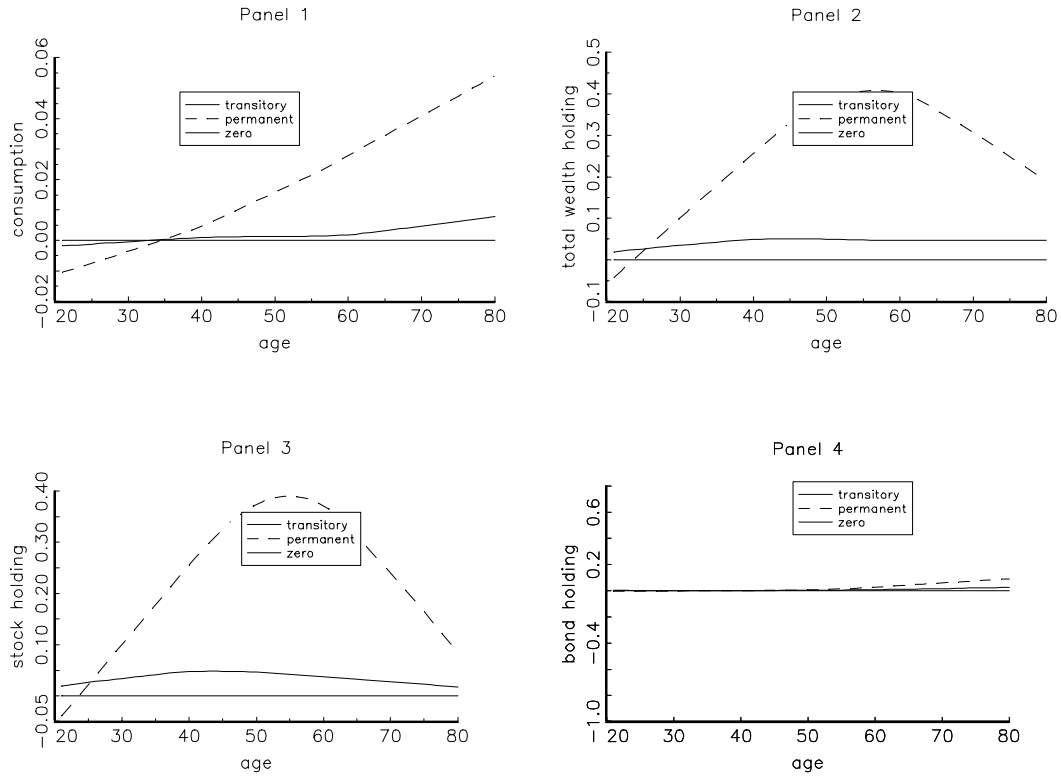 Panel 1
consumption
0.06
0.04
0.02
0.00
-0.02
transitory
permanent
zero
20 30 40 50 60 70 80
age
Panel 2
total wealth holding
0.5
0.4
0.3
0.2
0.1
-0.1
transitory
permanent
zero
20 30 40 50 60 70 80
age
Panel 3
stock holding
0.40
0.30
0.20
0.10
-0.05
transitory
permanent
zero
20 30 40 50 60 70 80
age
Panel 4
bond holding
0.6
0.2
-0.4
-1.0
transitory
permanent
zero
20 30 40 50 60 70 80
age